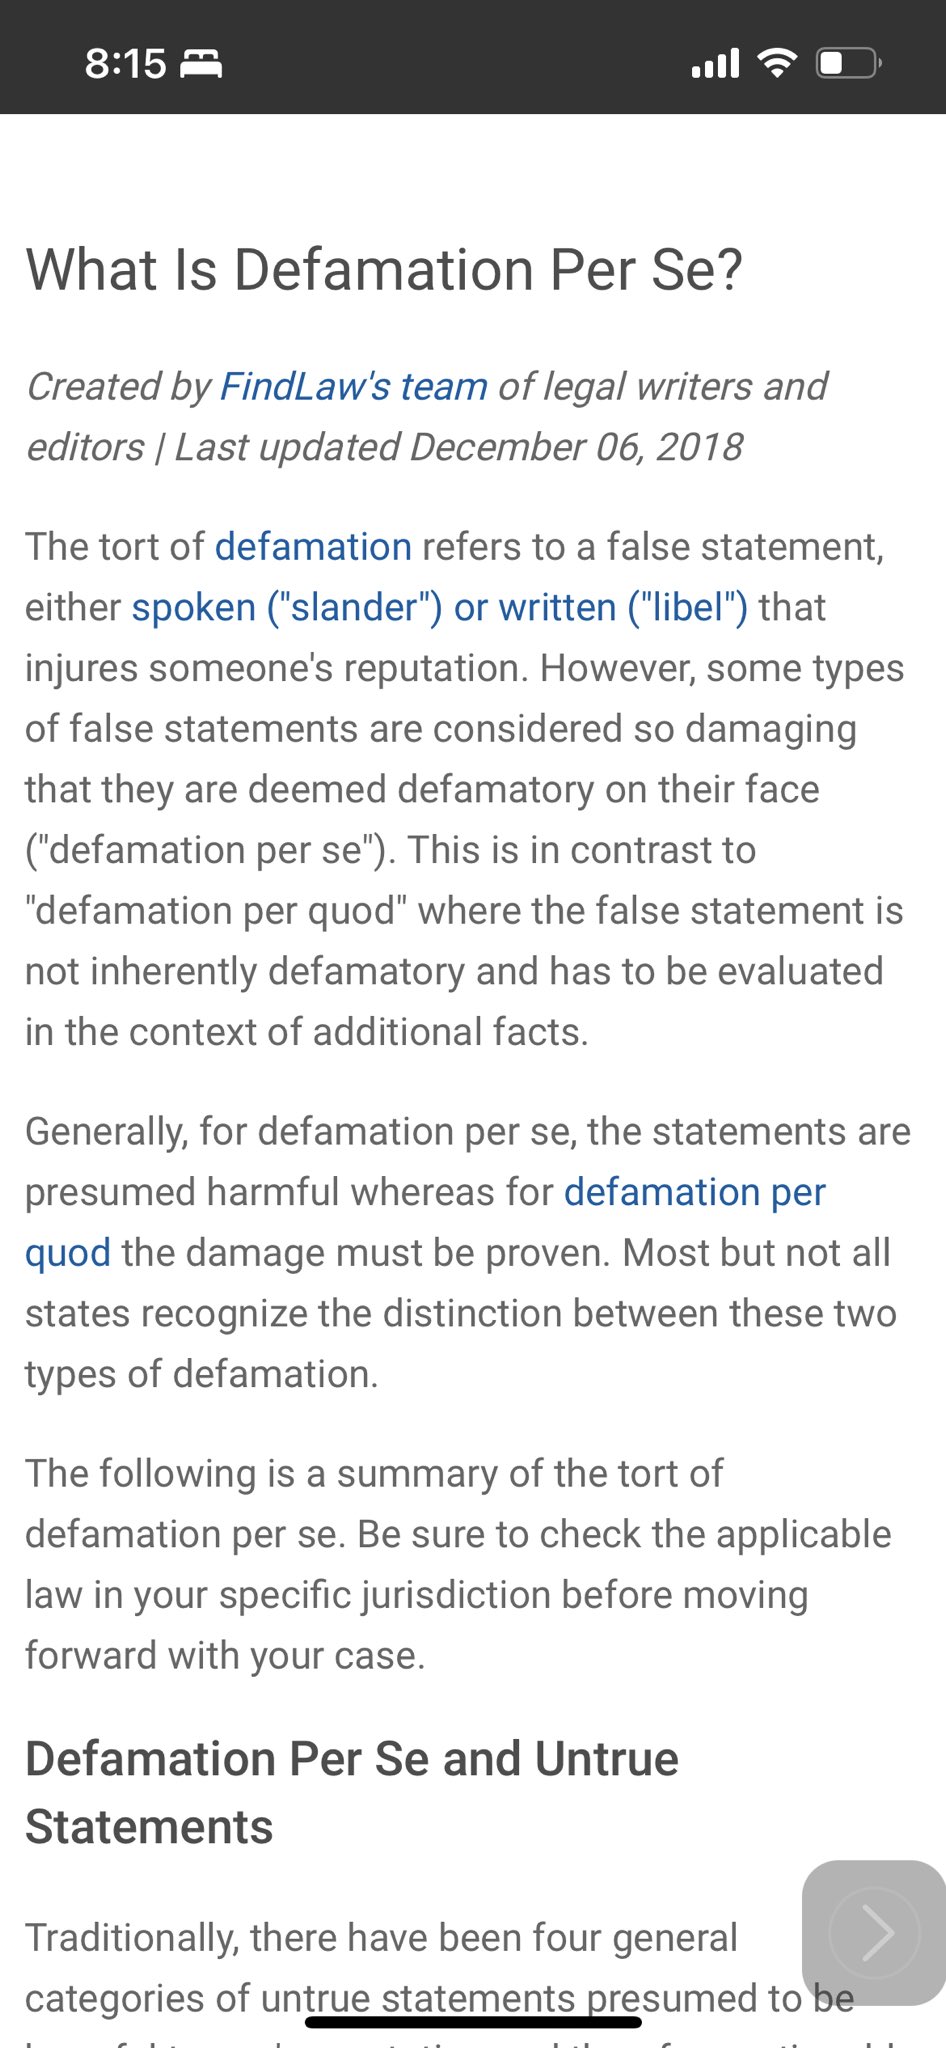 8:15
What Is Defamation Per Se?
Created by FindLaw's team of legal writers and
editors | Last updated December 06, 2018
The tort of defamation refers to a false statement,
either spoken ("slander") or written ("libel") that
injures someone's reputation. However, some types
of false statements are considered so damaging
that they are deemed defamatory on their face
("defamation per se"). This is in contrast to
"defamation per quod" where the false statement is
not inherently defamatory and has to be evaluated
in the context of additional facts.
Generally, for defamation per se, the statements are
presumed harmful whereas for defamation per
quod the damage must be proven. Most but not all
states recognize the distinction between these two
types of defamation.
The following is a summary of the tort of
defamation per se. Be sure to check the applicable
law in your specific jurisdiction before moving
forward with your case.
Defamation Per Se and Untrue
Statements
Traditionally, there have been four general
categories of untrue statements presumed to be